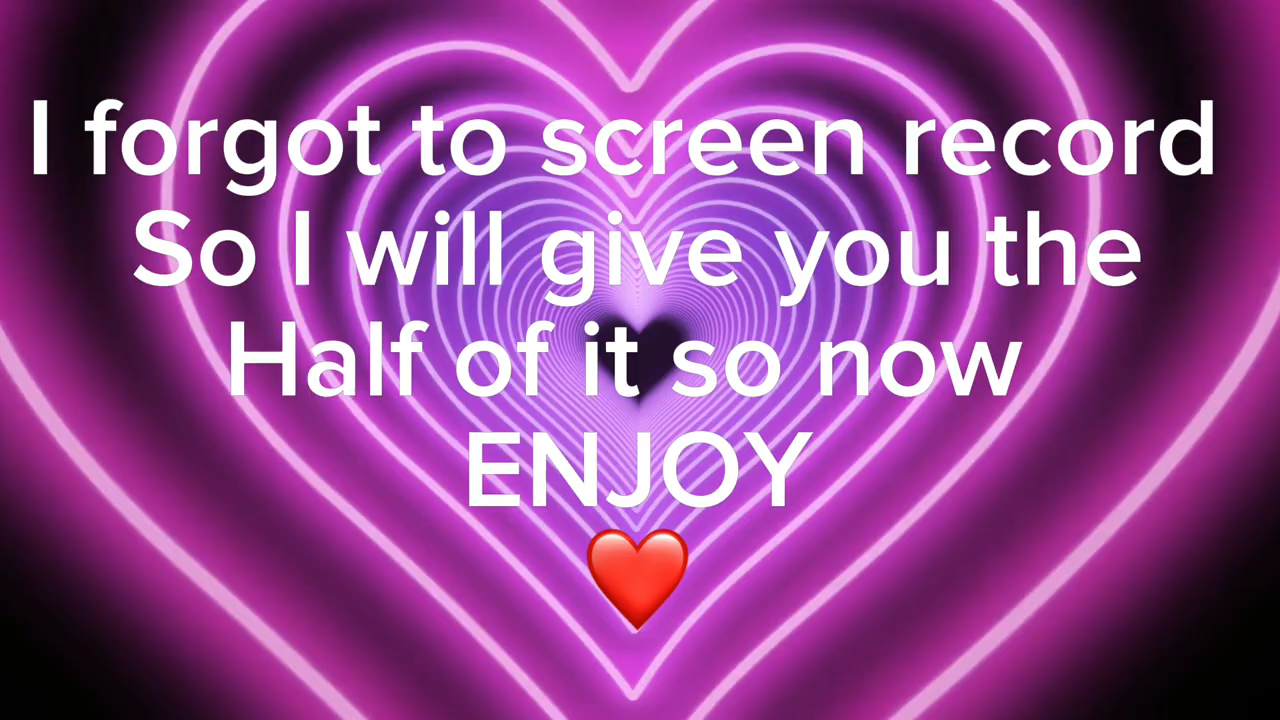 I forgot to screen record
So I will give you the
Half of it so now
ENJOY
❤️